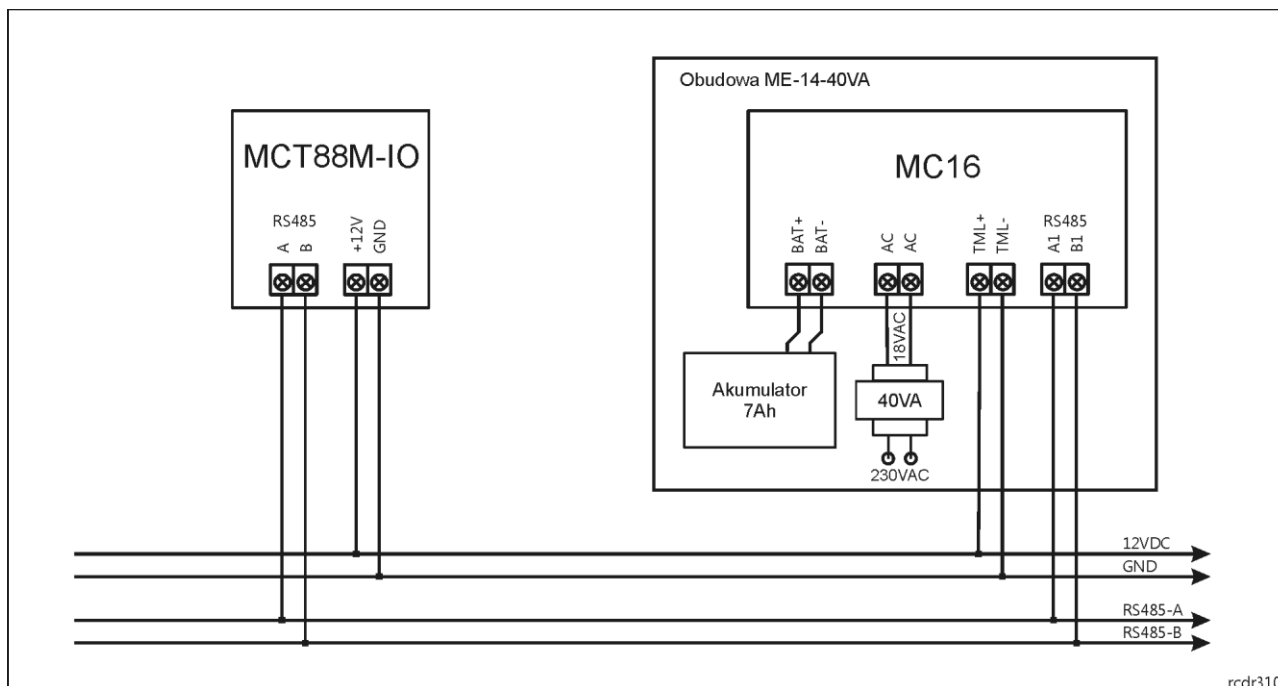 Obudowa ME-14-40VA
MCT88M-IO
RS485
A
B
+12V
GND
MC16
BAT+
BAT-
AC
AC
TML+
TML-
RS485
A1
B1
18VAC
Akumulator
7Ah
40VA
230VAC
12VDC
GND
RS485-A
RS485-B
rcdr310